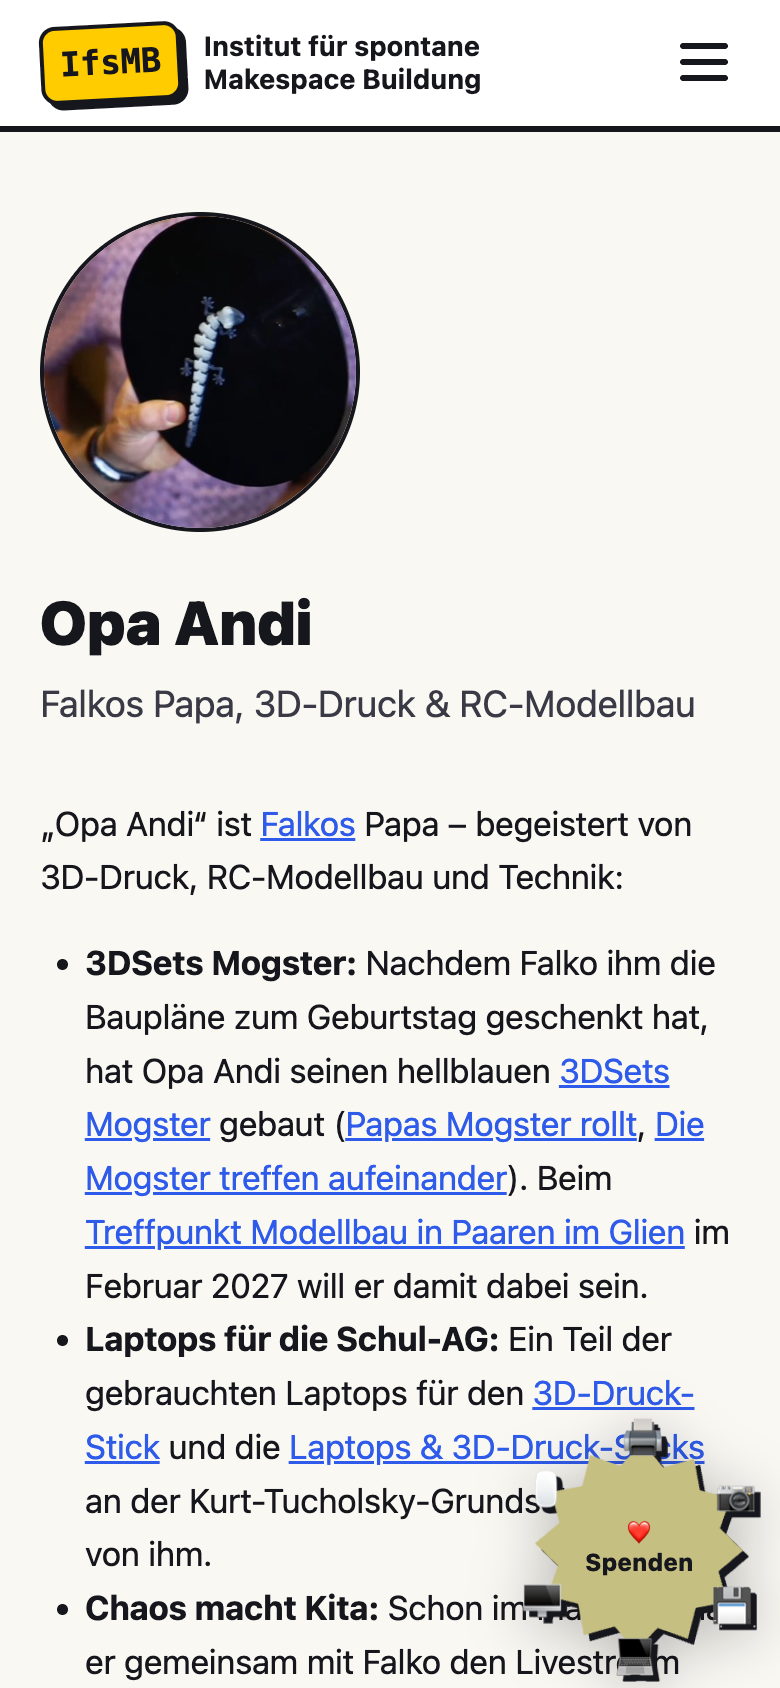 IfsMB
Institut für spontane
Makespace Buildung
Opa Andi
Falkos Papa, 3D-Druck & RC-Modellbau
„Opa Andi“ ist Falkos Papa – begeistert von
3D-Druck, RC-Modellbau und Technik:
• 3DSets Mogster: Nachdem Falko ihm die
Baupläne zum Geburtstag geschenkt hat,
hat Opa Andi seinen hellblauen 3DSets
Mogster gebaut (Papas Mogster rollt, Die
Mogster treffen aufeinander). Beim
Treffpunkt Modellbau in Paaren im Glien im
Februar 2027 will er damit dabei sein.
• Laptops für die Schul-AG: Ein Teil der
gebrauchten Laptops für den 3D-Druck-
Stick und die Laptops & 3D-Druck-Sticks
an der Kurt-Tucholsky-Grunds
von ihm.
• Chaos macht Kita: Schon im
er gemeinsam mit Falko den Livestream
❤️
Spenden